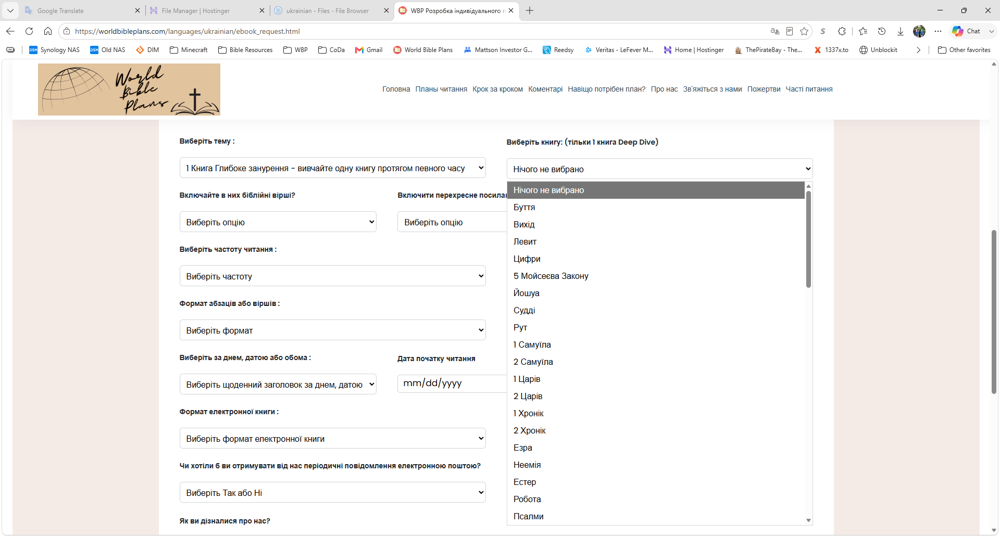 Google Translate
File Manager | Hostinger
ukrainian - Files - File Browser
WBP Розробка індивідуального
https://worldbibleplans.com/languages/ukrainian/ebook_request.html
Chat
Synology NAS
Old NAS
DIM
Minecraft
Bible Resources
WBP
CoDa
Gmail
World Bible Plans
Mattson Investor G...
Reedsy
Veritas - LeFever M...
Home | Hostinger
ThePirateBay - The...
1337x.to
Unblockit
Other favorites
World
Bible
Plans
Головна Планы читання Крок за кроком Коментарі Навіщо потрібен план? Про нас Зв'яжіться з нами Пожертви Часті питання
Виберіть тему :
1 Книга Глибоке занурення - вивчайте одну книгу протягом певного часу
Виберіть книгу: (тільки 1 книга Deep Dive)
Нічого не вибрано
Нічого не вибрано
Буття
Вихід
Левит
Цифри
5 Мойсеєва Закону
Йошуа
Судді
Рут
1 Самуїла
2 Самуїла
1 Царів
2 Царів
1 Хронік
2 Хронік
Езра
Неемія
Естер
Робота
Псалми
Включайте в них біблійні вірші?
Виберіть опцію
Включити перехресне
Виберіть опцію
Виберіть частоту читання :
Виберіть частоту
Формат абзаців або віршів :
Виберіть формат
Виберіть за днем, датою або обома :
Виберіть щоденний заголовок за днем, датою
Дата початку читання
mm/dd/yyyy
Формат електронної книги :
Виберіть формат електронної книги
Чи хотіли б ви отримувати від нас періодичні повідомлення електронною поштою?
Виберіть Так або Ні
Як ви дізналися про нас?